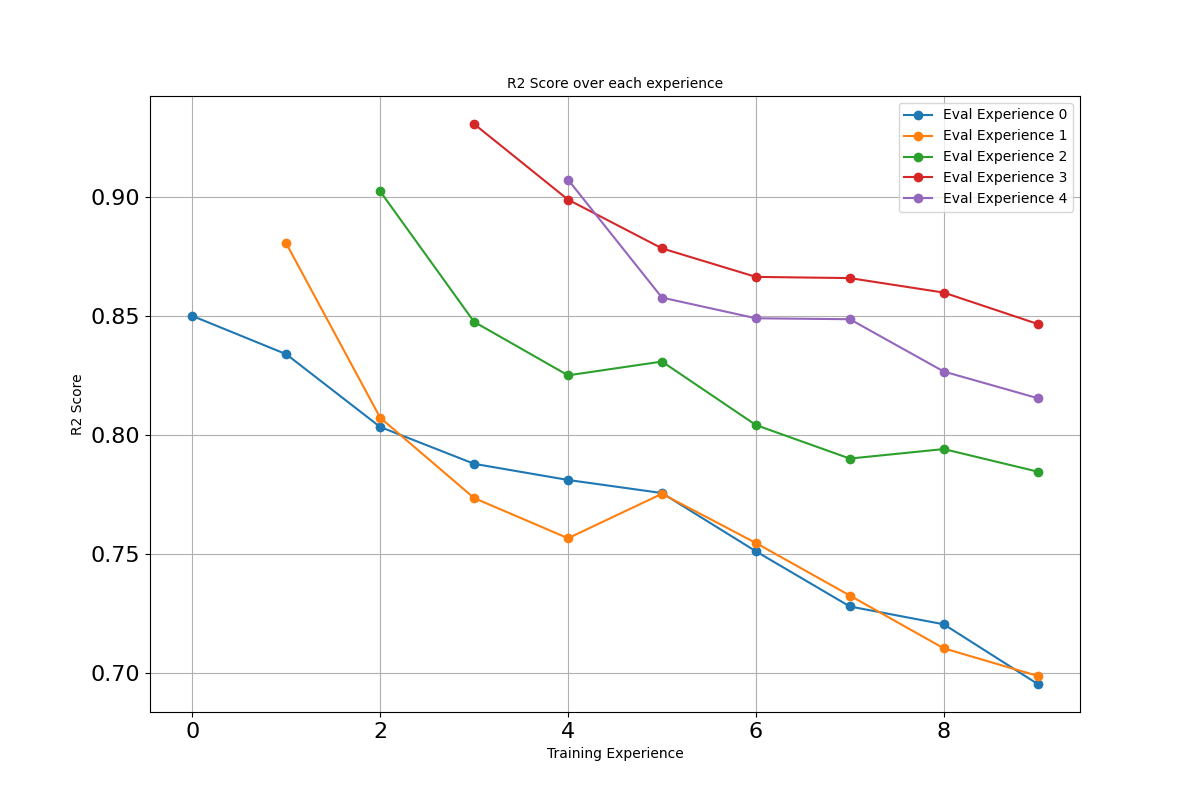 R2 Score over each experience
Eval Experience 0
Eval Experience 1
Eval Experience 2
Eval Experience 3
Eval Experience 4
0.90
0.85
0.80
0.75
0.70
R2 Score
0 2 4 6 8
Training Experience